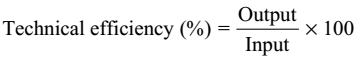 Technical efficiency (%) = Output / Input × 100